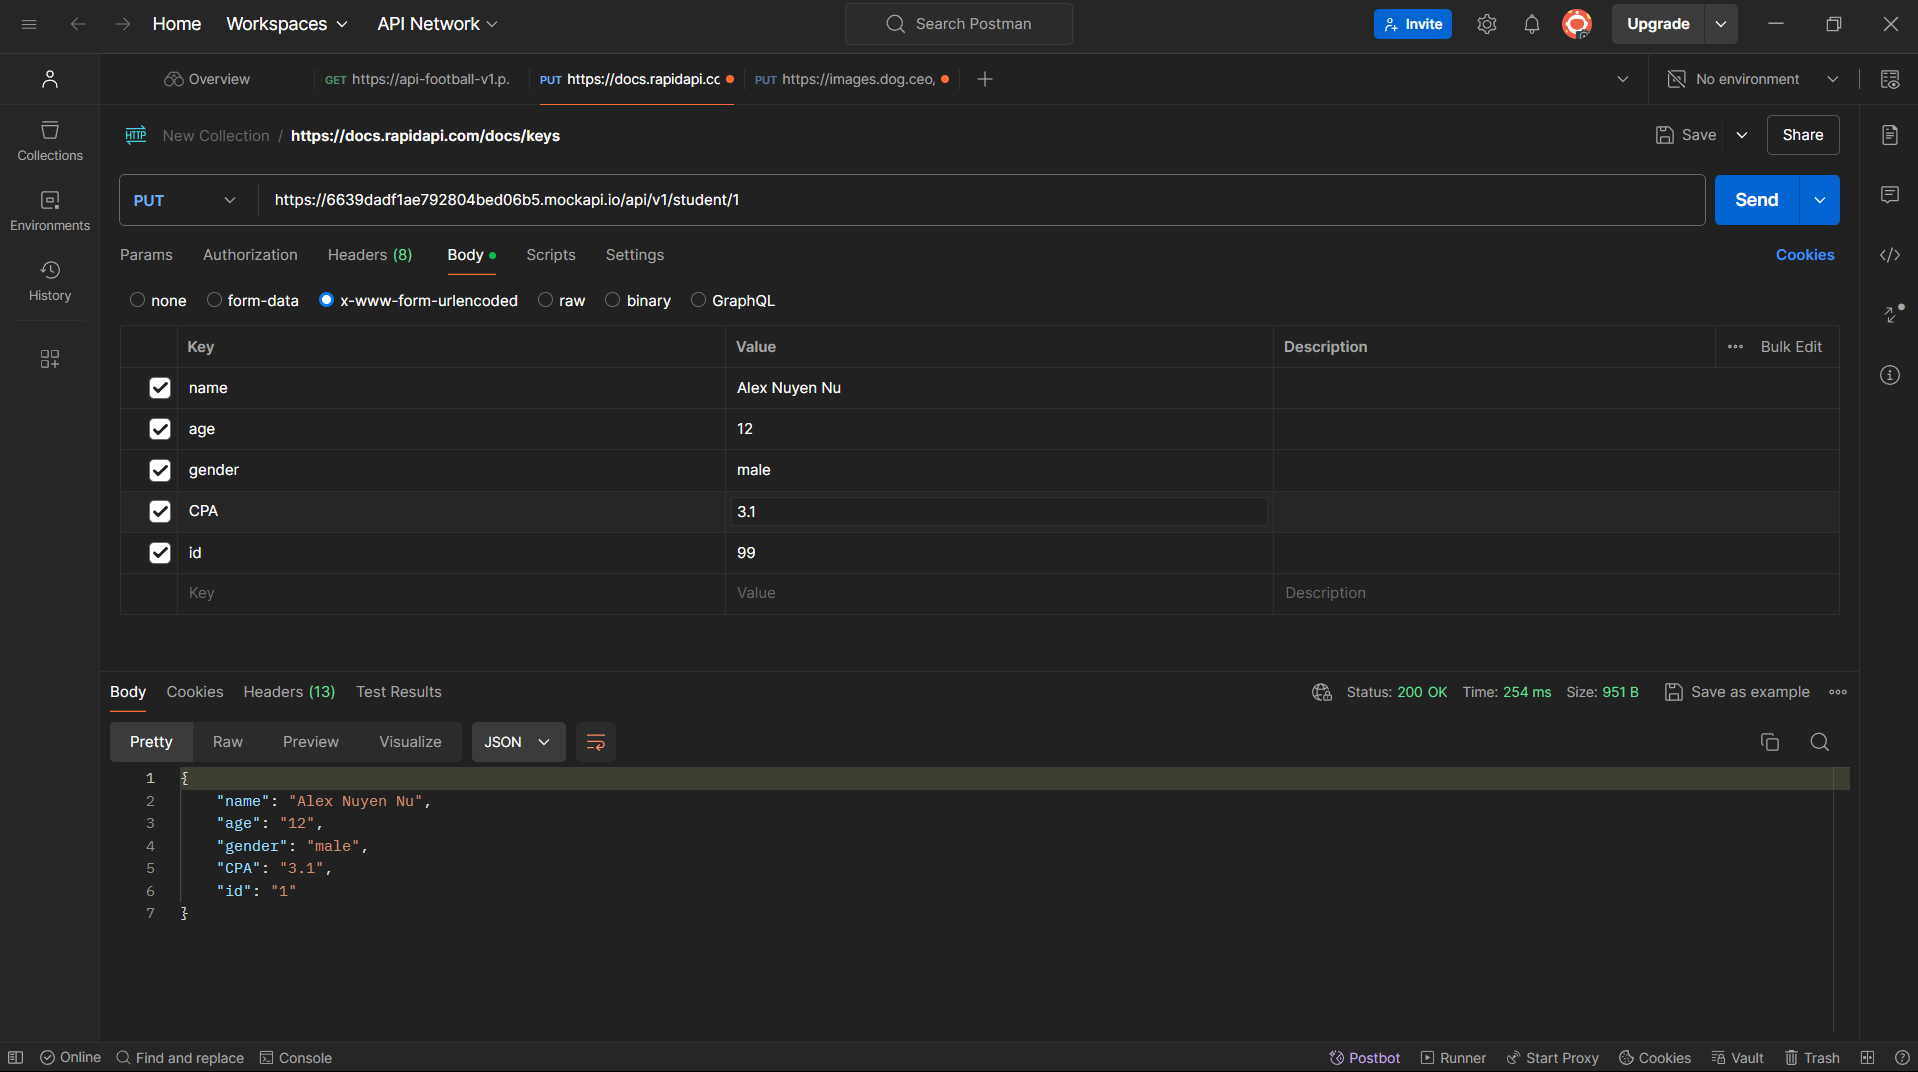 Home Workspaces API Network Search Postman Invite Upgrade
Overview GET https://api-football-v1.p. PUT https://docs.rapidapi.cc PUT https://images.dog.ceo, No environment
HTTP New Collection / https://docs.rapidapi.com/docs/keys Save Share
Collections
Environments
History
PUT https://6639dadf1ae792804bed06b5.mockapi.io/api/v1/student/1 Send
Params Authorization Headers (8) Body Scripts Settings Cookies
none form-data x-www-form-urlencoded raw binary GraphQL
Key Value Description Bulk Edit
name Alex Nuyen Nu
age 12
gender male
CPA 3.1
id 99
Key Value Description
Body Cookies Headers (13) Test Results Status: 200 OK Time: 254 ms Size: 951 B Save as example
Pretty Raw Preview Visualize JSON
1 {
2 "name": "Alex Nuyen Nu",
3 "age": "12",
4 "gender": "male",
5 "CPA": "3.1",
6 "id": "1"
7 }
Online Find and replace Console Postbot Runner Start Proxy Cookies Vault Trash